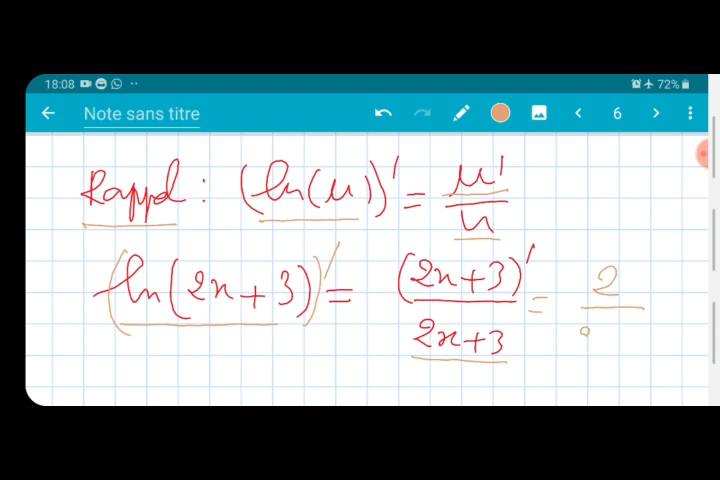 18:08 72%
Note sans titre 6
Rappel : (ln(u))' = u'/u
(ln(2x+3))' = (2x+3)'/2x+3 = 2/